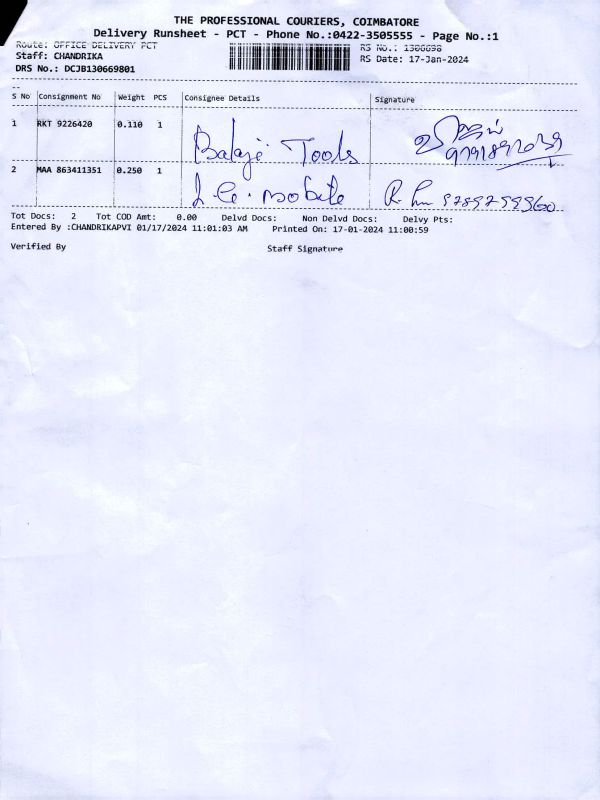 THE PROFESSIONAL COURIERS, COIMBATORE
Delivery Runsheet - PCT - Phone No.:0422-3505555 - Page No.:1
Route: OFFICE DELIVERY PCT
RS No.: 1306698
Staff: CHANDRIKA
RS Date: 17-Jan-2024
DRS No.: DCJB130669801
S No Consignment No Weight PCS Consignee Details Signature
1 RKT 9226420 0.110 1 Balaji Tools
2 MAA 863411351 0.250 1 mobile
Tot Docs: 2 Tot COD Amt: 0.00 Delvd Docs: Non Delvd Docs: Delvy Pts:
Entered By :CHANDRIKAPVI 01/17/2024 11:01:03 AM Printed On: 17-01-2024 11:00:59
Verified By Staff Signature